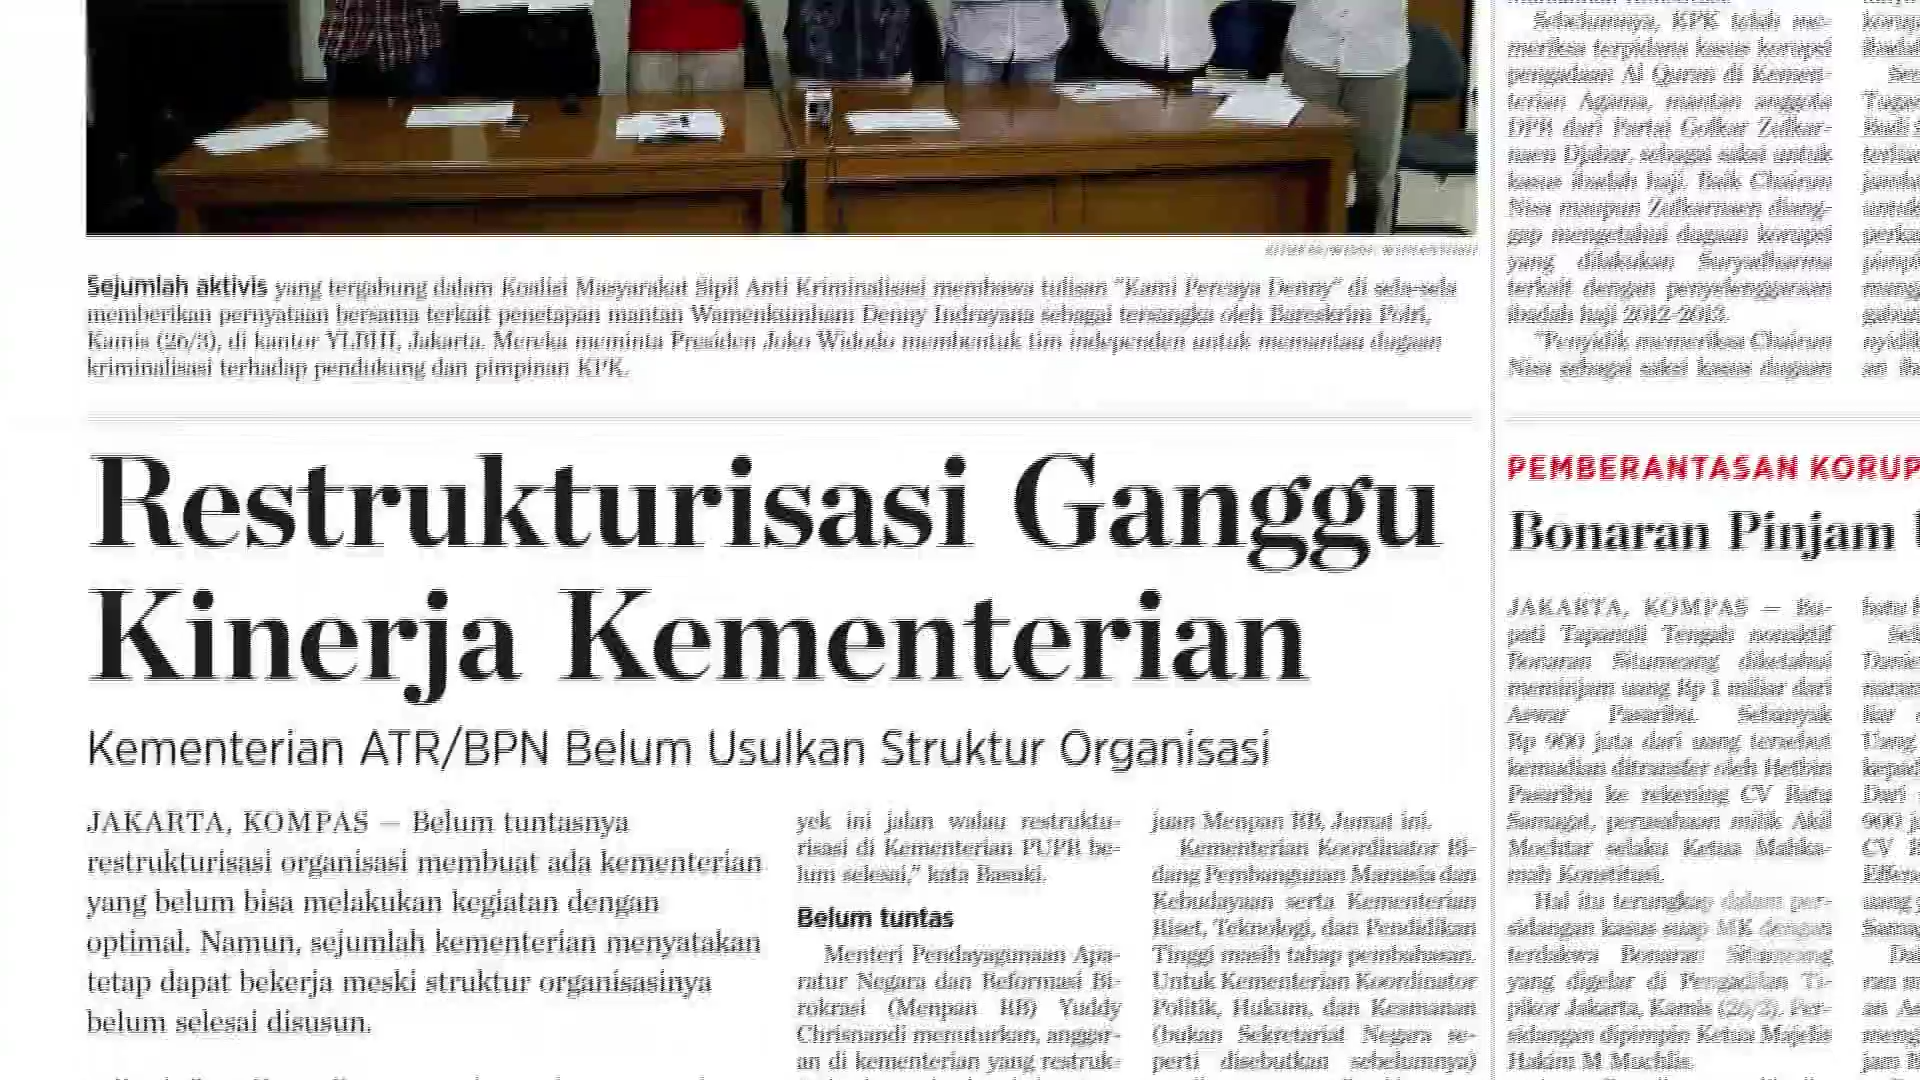 Sejumlah aktivis yang tergabung dalam Koalisi Masyarakat Sipil Anti Kriminalisasi membawa tulisan "Kami Percaya Denny" di sela-sela
memberikan pernyataan bersama terkait penetapan mantan Wamenkumham Denny Indrayana sebagai tersangka oleh Bareskrim Polri,
Kamis (26/3), di kantor YLBHI, Jakarta. Mereka meminta Presiden Joko Widodo membentuk tim independen untuk memantau dugaan
kriminalisasi terhadap pendukung dan pimpinan KPK.
Restrukturisasi Ganggu
Kinerja Kementerian
Kementerian ATR/BPN Belum Usulkan Struktur Organisasi
JAKARTA, KOMPAS — Belum tuntasnya
restrukturisasi organisasi membuat ada kementerian
yang belum bisa melakukan kegiatan dengan
optimal. Namun, sejumlah kementerian menyatakan
tetap dapat bekerja meski struktur organisasinya
belum selesai disusun.
yek ini jalan walau restruktu-
risasi di Kementerian PUPR be-
lum selesai," kata Basuki.
Belum tuntas
Menteri Pendayagunaan Apa-
ratur Negara dan Reformasi Bi-
rokrasi (Menpan RB) Yuddy
Chrisnandi menuturkan, anggar-
an di kementerian yang restruk-
juan Menpan RB, Jumat ini.
Kementerian Koordinator Bi-
dang Pembangunan Manusia dan
Kebudayaan serta Kementerian
Riset, Teknologi, dan Pendidikan
Tinggi masih tahap pembahasan.
Untuk Kementerian Koordinator
Politik, Hukum, dan Keamanan
(bukan Sekretariat Negara se-
perti disebutkan sebelumnya)
Sebelumnya, KPK telah me-
meriksa terpidana kasus korupsi
pengadaan Al Quran di Kemen-
terian Agama, mantan anggota
DPR dari Partai Golkar Zulkar-
naen Djabar, sebagai saksi untuk
kasus ibadah haji. Baik Chairun
Nisa maupun Zulkarnaen diang-
gap mengetahui dugaan korupsi
yang dilakukan Suryadharma
terkait dengan penyelenggaraan
ibadah haji 2012-2013.
"Penyidik memeriksa Chairun
Nisa sebagai saksi kasus dugaan
PEMBERANTASAN KORUP
Bonaran Pinjam
JAKARTA, KOMPAS — Bu-
pati Tapanuli Tengah nonaktif
Bonaran Situmeang diketahui
meminjam uang Rp 1 miliar dari
Aswar Pasaribu. Sebanyak
Rp 900 juta dari uang tersebut
kemudian ditransfer oleh Hetbin
Pasaribu ke rekening CV Ratu
Samagat, perusahaan milik Akil
Mochtar selaku Ketua Mahka-
mah Konstitusi.
Hal itu terungkap dalam per-
sidangan kasus suap MK dengan
terdakwa Bonaran Situmeang
yang digelar di Pengadilan Ti-
pikor Jakarta, Kamis (26/3). Per-
sidangan dipimpin Ketua Majelis
Hakim M Muchlis.